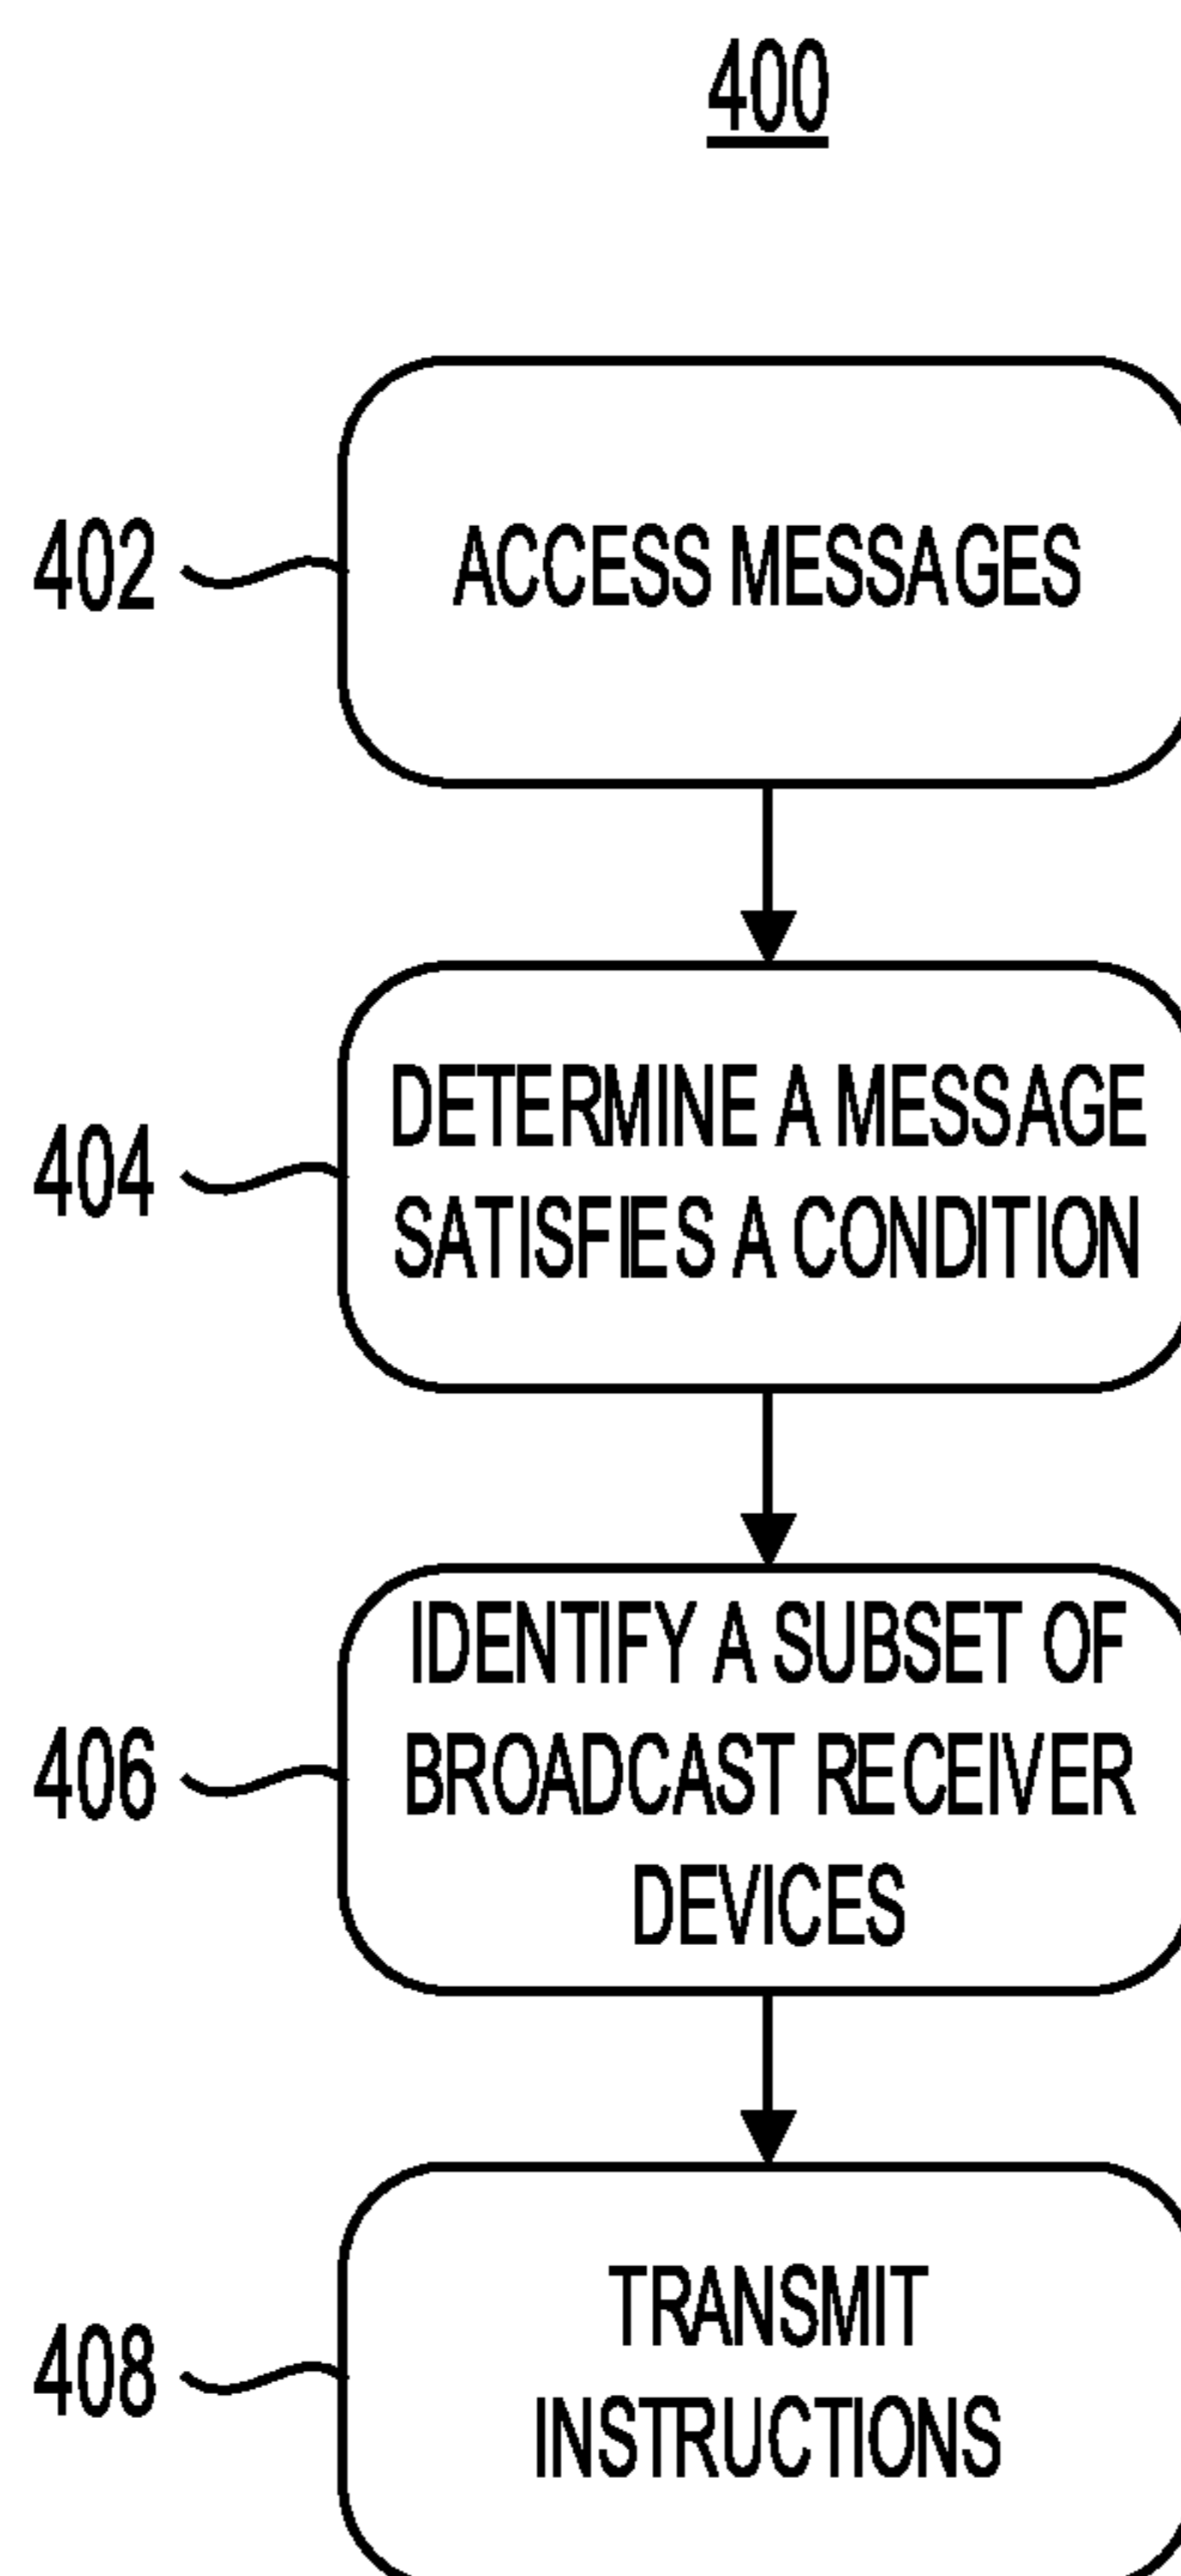 400
402
ACCESS MESSAGES
404
DETERMINE A MESSAGE
SATISFIES A CONDITION
406
IDENTIFY A SUBSET OF
BROADCAST RECEIVER
DEVICES
408
TRANSMIT
INSTRUCTIONS